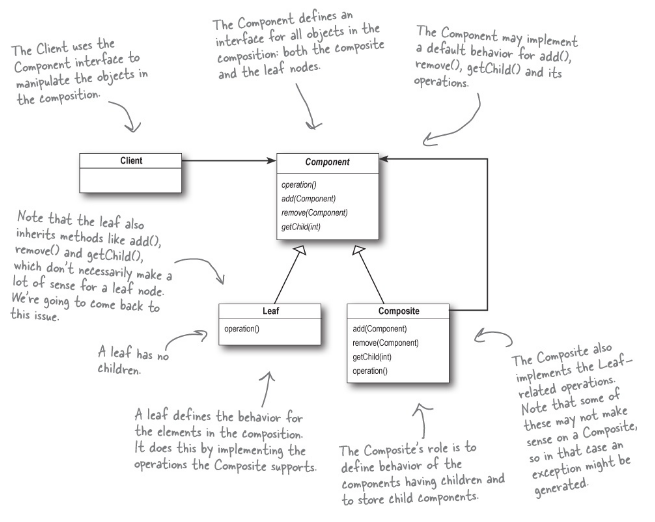 The Client uses the
Component interface to
manipulate the objects in
the composition.
The Component defines an
interface for all objects in the
composition: both the composite
and the leaf nodes.
The Component may implement
a default behavior for add(),
remove(), getChild() and its
operations.
Client
Component
operation()
add(Component)
remove(Component)
getChild(int)
Note that the leaf also
inherits methods like add(),
remove() and getChild(),
which don't necessarily make a
lot of sense for a leaf node.
We're going to come back to
this issue.
Leaf
operation()
Composite
add(Component)
remove(Component)
getChild(int)
operation()
A leaf has no
children.
A leaf defines the behavior for
the elements in the composition.
It does this by implementing the
operations the Composite supports.
The Composite's role is to
define behavior of the
components having children and
to store child components.
The Composite also
implements the Leaf-
related operations.
Note that some of
these may not make
sense on a Composite,
so in that case an
exception might be
generated.